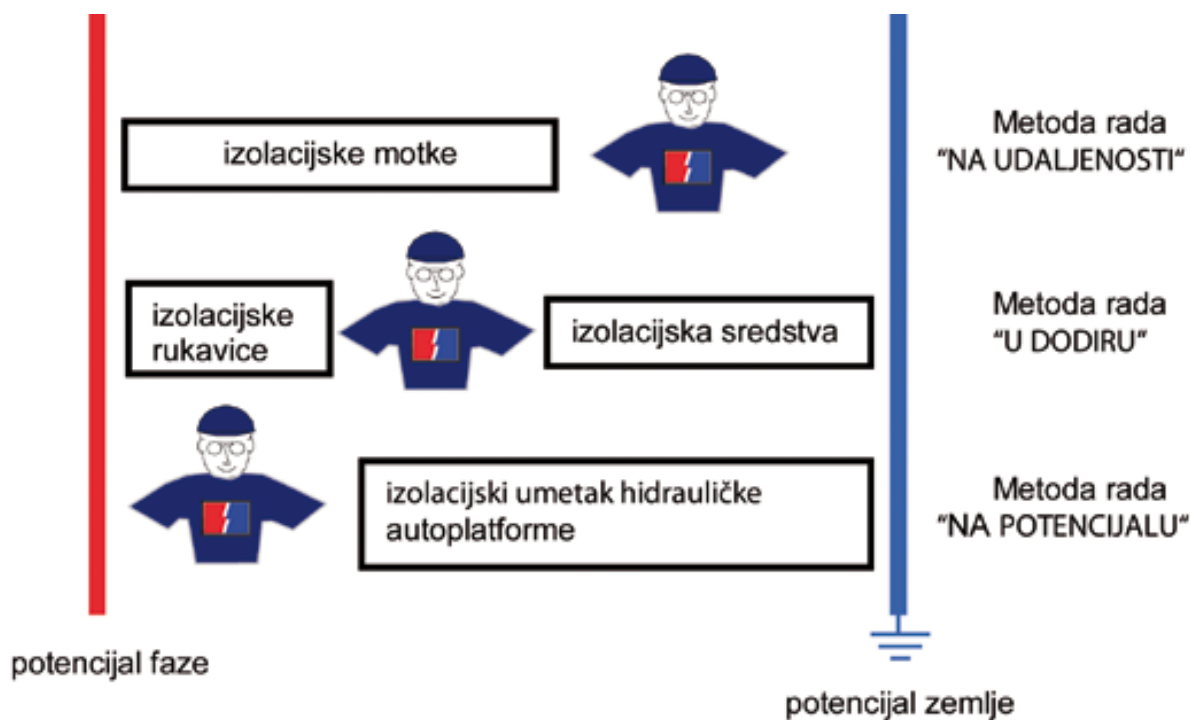 izolacijske motke
Metoda rada
“NA UDALJENOSTI“
izolacijske
rukavice
izolacijska sredstva
Metoda rada
“U DODIRU“
izolacijski umetak hidrauličke
autoplatforme
Metoda rada
“NA POTENCIJALU“
potencijal faze
potencijal zemlje